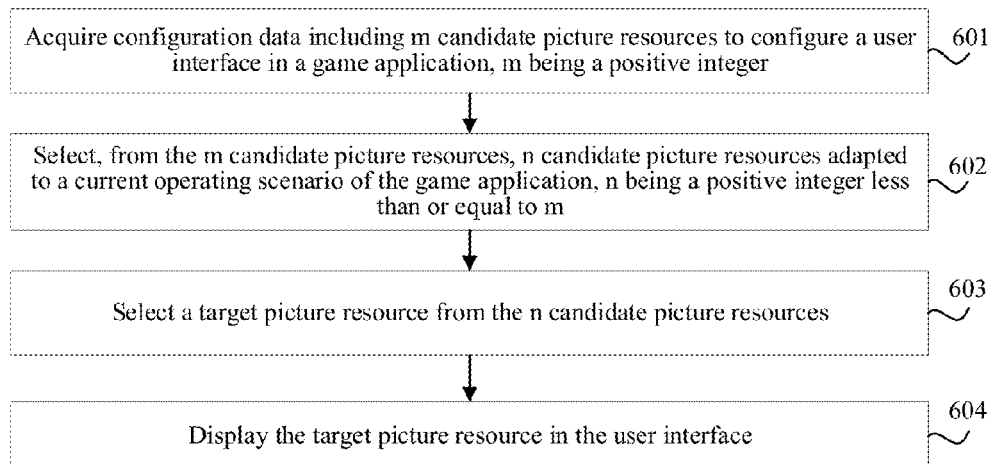 Acquire configuration data including m candidate picture resources to configure a user
interface in a game application, m being a positive integer
601
Select, from the m candidate picture resources, n candidate picture resources adapted
to a current operating scenario of the game application, n being a positive integer less
than or equal to m
602
Select a target picture resource from the n candidate picture resources
603
Display the target picture resource in the user interface
604